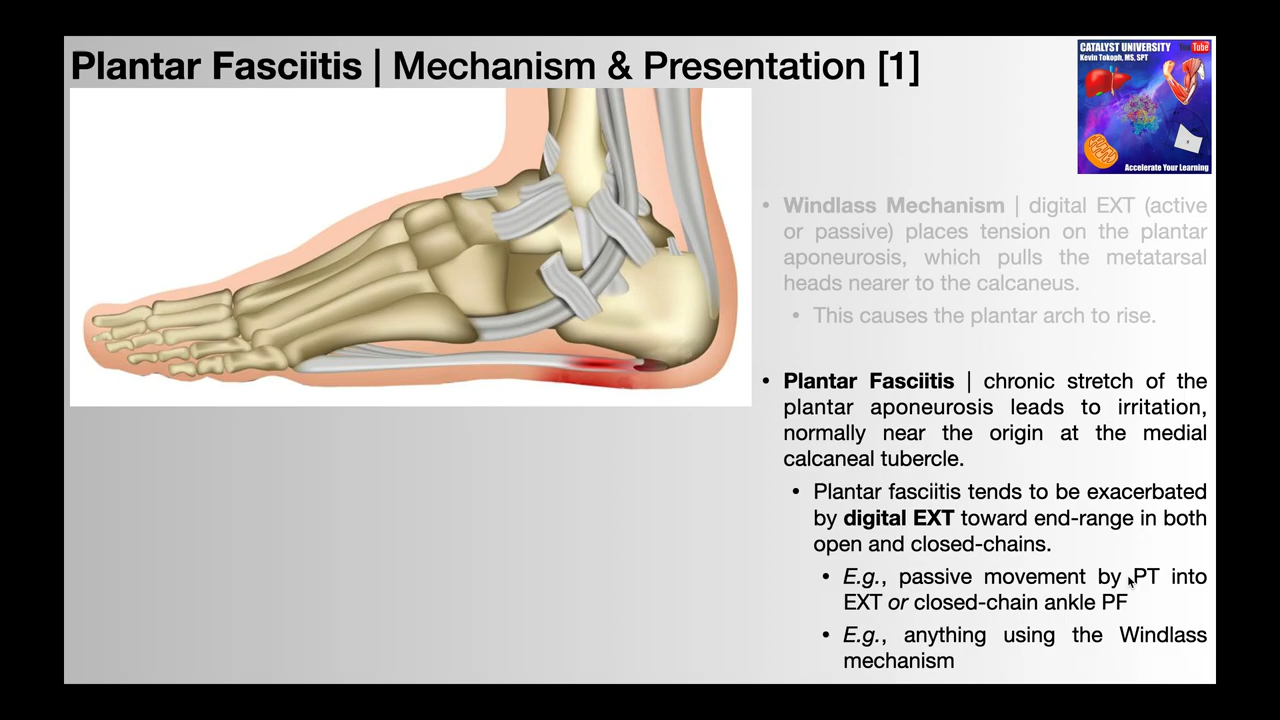 Plantar Fasciitis | Mechanism & Presentation [1]
CATALYST UNIVERSITY
You Tube
Kevin Tokoph, MS, SPT
Accelerate Your Learning
• Windlass Mechanism | digital EXT (active
or passive) places tension on the plantar
aponeurosis, which pulls the metatarsal
heads nearer to the calcaneus.
• This causes the plantar arch to rise.
• Plantar Fasciitis | chronic stretch of the
plantar aponeurosis leads to irritation,
normally near the origin at the medial
calcaneal tubercle.
• Plantar fasciitis tends to be exacerbated
by digital EXT toward end-range in both
open and closed-chains.
• E.g., passive movement by PT into
EXT or closed-chain ankle PF
• E.g., anything using the Windlass
mechanism